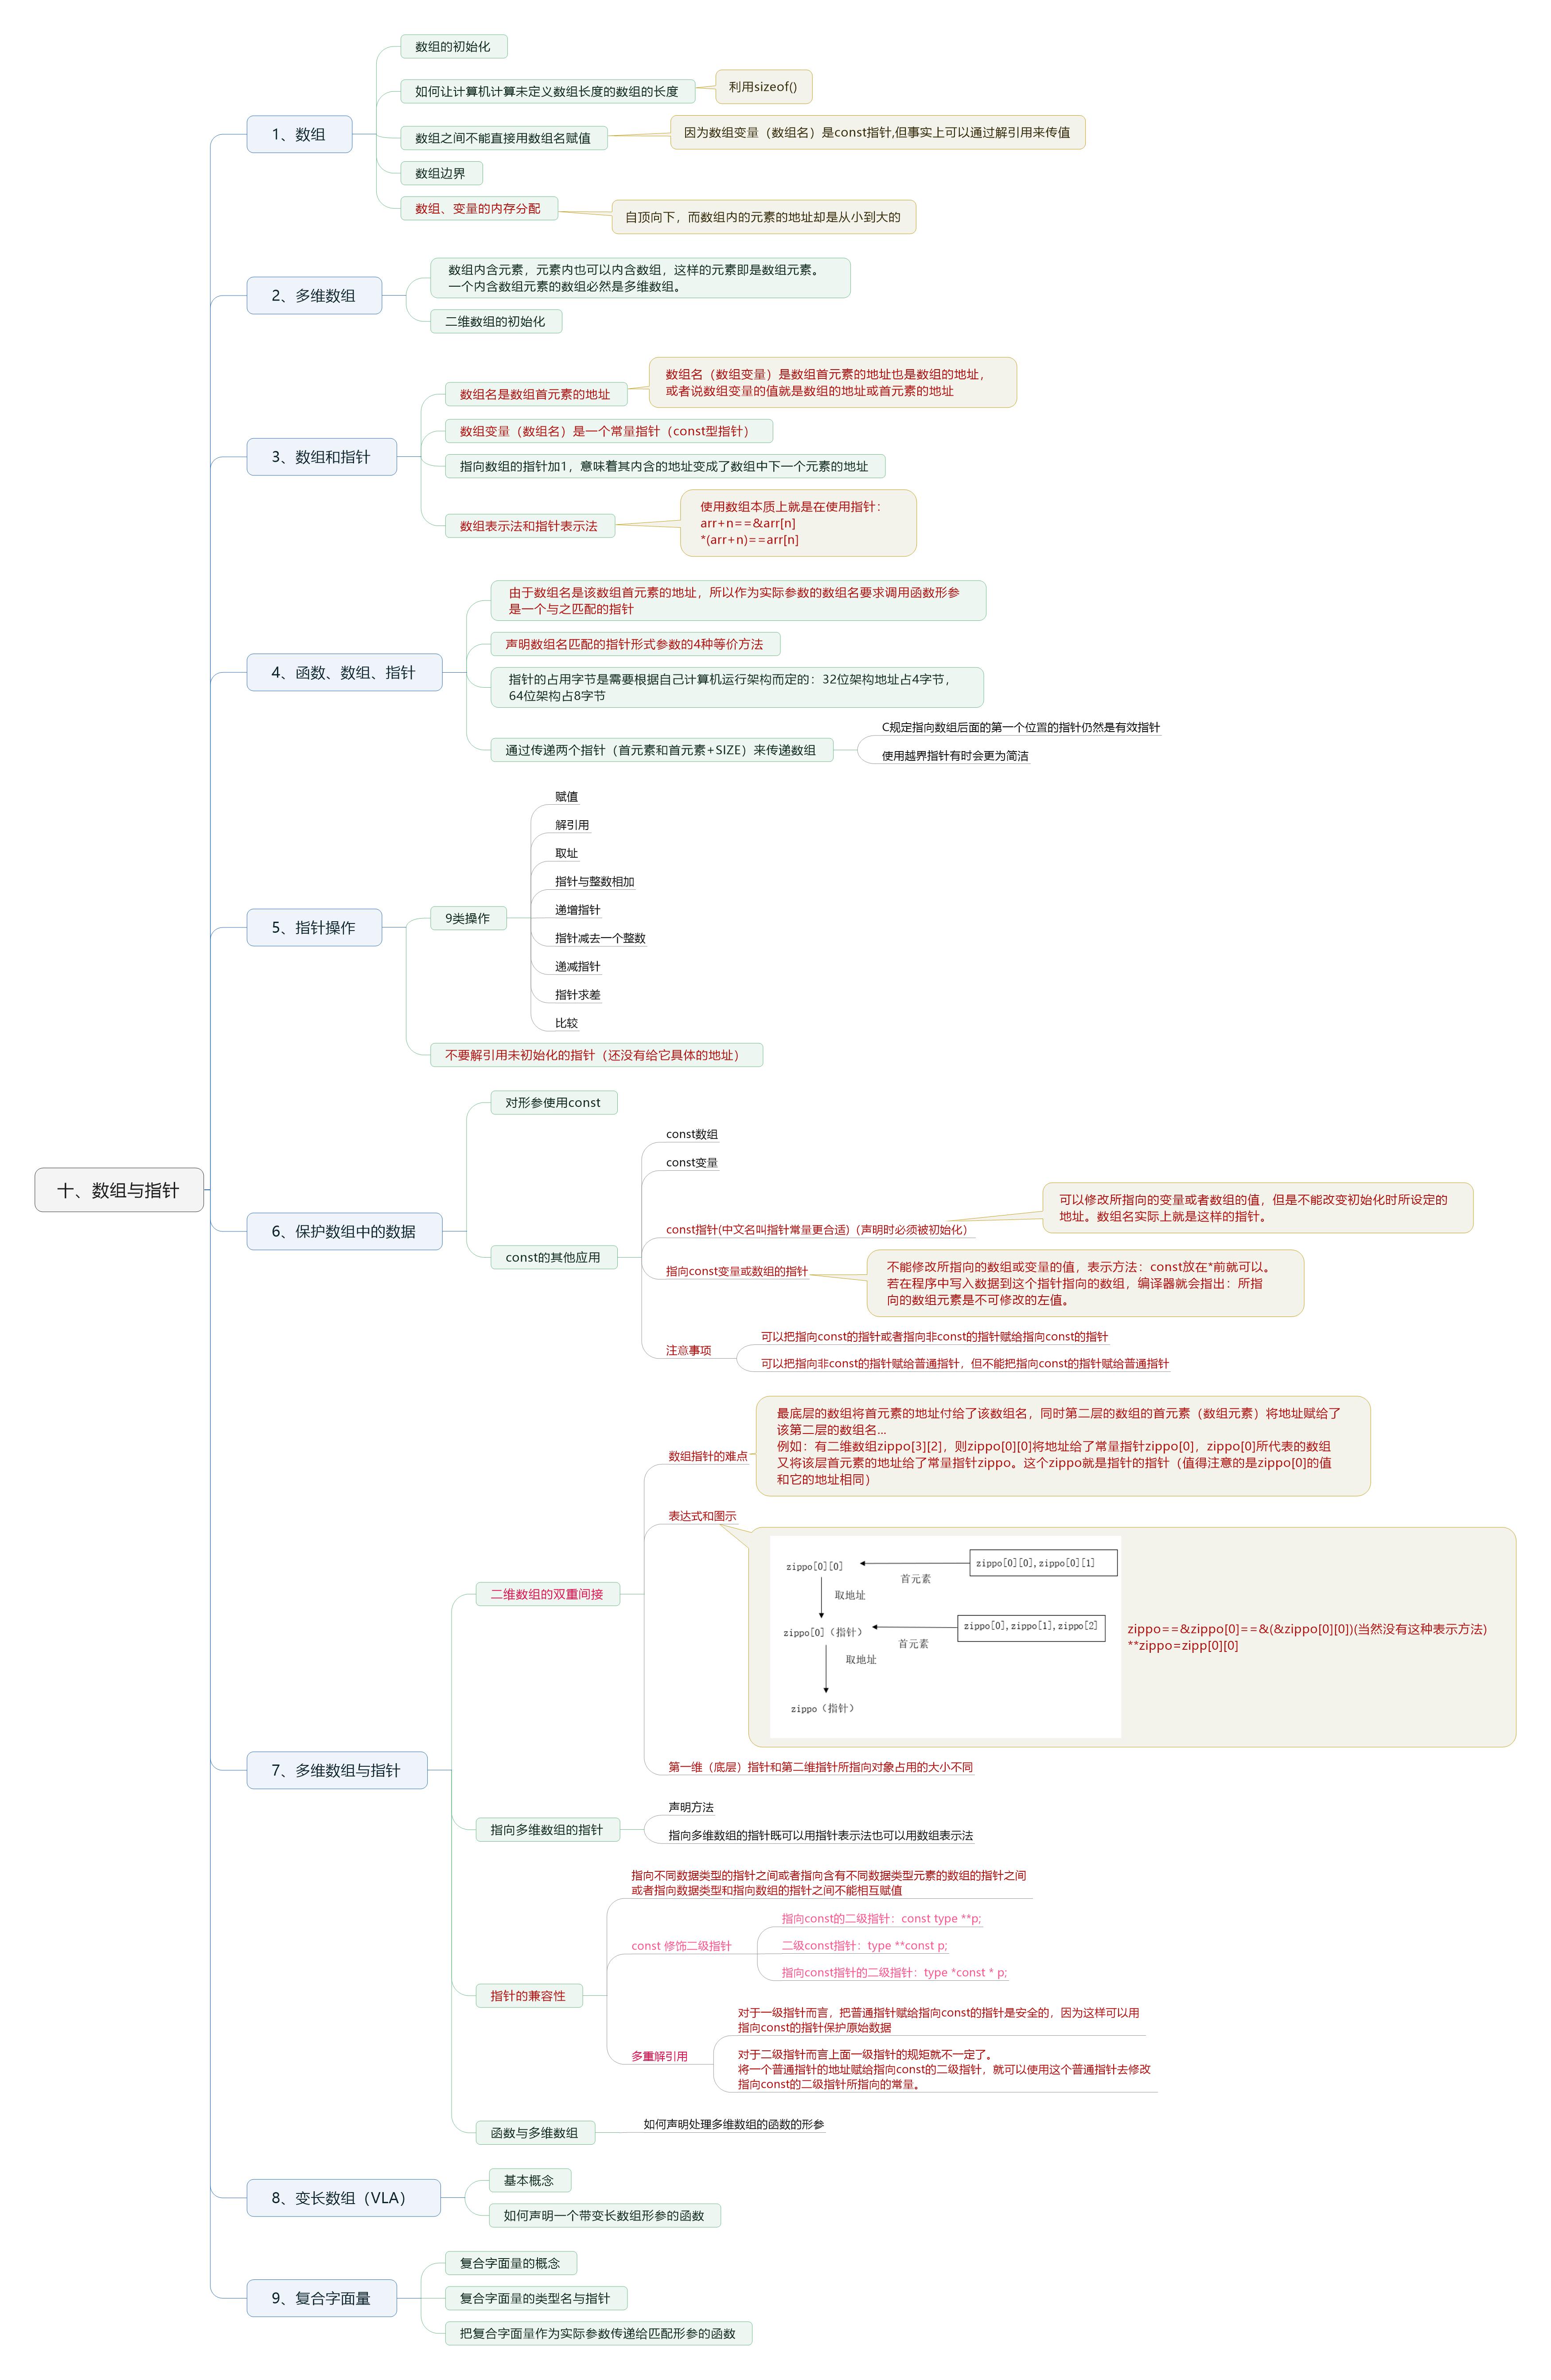 十、数组与指针
1、数组
数组的初始化
如何让计算机计算未定义数组长度的数组的长度
利用sizeof()
数组之间不能直接用数组名赋值
因为数组变量（数组名）是const指针,但事实上可以通过解引用来传值
数组边界
数组、变量的内存分配
自顶向下，而数组内的元素的地址却是从小到大的
2、多维数组
数组内含元素，元素内也可以内含数组，这样的元素即是数组元素。
一个内含数组元素的数组必然是多维数组。
二维数组的初始化
3、数组和指针
数组名是数组首元素的地址
数组名（数组变量）是数组首元素的地址也是数组的地址，
或者说数组变量的值就是数组的地址或首元素的地址
数组变量（数组名）是一个常量指针（const型指针）
指向数组的指针加1，意味着其内含的地址变成了数组中下一个元素的地址
数组表示法和指针表示法
使用数组本质上就是在使用指针：
arr+n==&arr[n]
*(arr+n)==arr[n]
4、函数、数组、指针
由于数组名是该数组首元素的地址，所以作为实际参数的数组名要求调用函数形参
是一个与之匹配的指针
声明数组名匹配的指针形式参数的4种等价方法
指针的占用字节是需要根据自己计算机运行架构而定的：32位架构地址占4字节，
64位架构占8字节
通过传递两个指针（首元素和首元素+SIZE）来传递数组
C规定指向数组后面的第一个位置的指针仍然是有效指针
使用越界指针有时会更为简洁
5、指针操作
9类操作
赋值
解引用
取址
指针与整数相加
递增指针
指针减去一个整数
递减指针
指针求差
比较
不要解引用未初始化的指针（还没有给它具体的地址）
6、保护数组中的数据
对形参使用const
const的其他应用
const数组
const变量
const指针(中文名叫指针常量更合适)（声明时必须被初始化）
可以修改所指向的变量或者数组的值，但是不能改变初始化时所设定的
地址。数组名实际上就是这样的指针。
指向const变量或数组的指针
不能修改所指向的数组或变量的值，表示方法：const放在*前就可以。
若在程序中写入数据到这个指针指向的数组，编译器就会指出：所指
向的数组元素是不可修改的左值。
注意事项
可以把指向const的指针或者指向非const的指针赋给指向const的指针
可以把指向非const的指针赋给普通指针，但不能把指向const的指针赋给普通指针
7、多维数组与指针
二维数组的双重间接
数组指针的难点
最底层的数组将首元素的地址付给了该数组名，同时第二层的数组的首元素（数组元素）将地址赋给了
该第二层的数组名...
例如：有二维数组zippo[3][2]，则zippo[0][0]将地址给了常量指针zippo[0]，zippo[0]所代表的数组
又将该层首元素的地址给了常量指针zippo。这个zippo就是指针的指针（值得注意的是zippo[0]的值
和它的地址相同）
表达式和图示
zippo[0][0]
zippo[0][0],zippo[0][1]
首元素
取地址
zippo[0]（指针）
zippo[0],zippo[1],zippo[2]
首元素
取地址
zippo（指针）
zippo==&zippo[0]==&(&zippo[0][0])(当然没有这种表示方法)
**zippo=zipp[0][0]
第一维（底层）指针和第二维指针所指向对象占用的大小不同
指向多维数组的指针
声明方法
指向多维数组的指针既可以用指针表示法也可以用数组表示法
指针的兼容性
指向不同数据类型的指针之间或者指向含有不同数据类型元素的数组的指针之间
或者指向数据类型和指向数组的指针之间不能相互赋值
const 修饰二级指针
指向const的二级指针：const type **p;
二级const指针：type **const p;
指向const指针的二级指针：type *const * p;
多重解引用
对于一级指针而言，把普通指针赋给指向const的指针是安全的，因为这样可以用
指向const的指针保护原始数据
对于二级指针而言上面一级指针的规矩就不一定了。
将一个普通指针的地址赋给指向const的二级指针，就可以使用这个普通指针去修改
指向const的二级指针所指向的常量。
函数与多维数组
如何声明处理多维数组的函数的形参
8、变长数组（VLA）
基本概念
如何声明一个带变长数组形参的函数
9、复合字面量
复合字面量的概念
复合字面量的类型名与指针
把复合字面量作为实际参数传递给匹配形参的函数